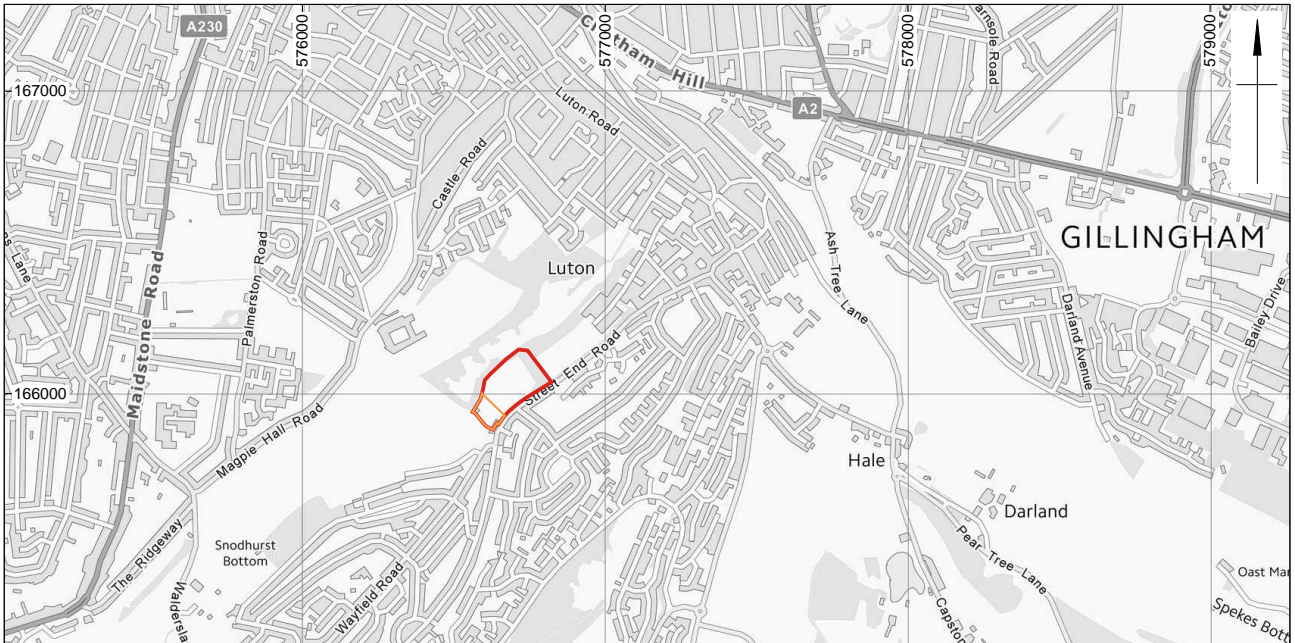 A230
576000
577000
578000
579000
Chatham Hill
167000
A2
Luton Road
Castle Road
GILLINGHAM
Ash Tree Lane
Luton
Palmerston Road
Maidstone Road
Darland Avenue
Bailey Drive
166000
Street End Road
Magpie Hall Road
Hale
Darland
The Ridgeway
Snodhurst
Bottom
Pear Tree Lane
Wayfield Road
Oast Mar
Spekes Bott